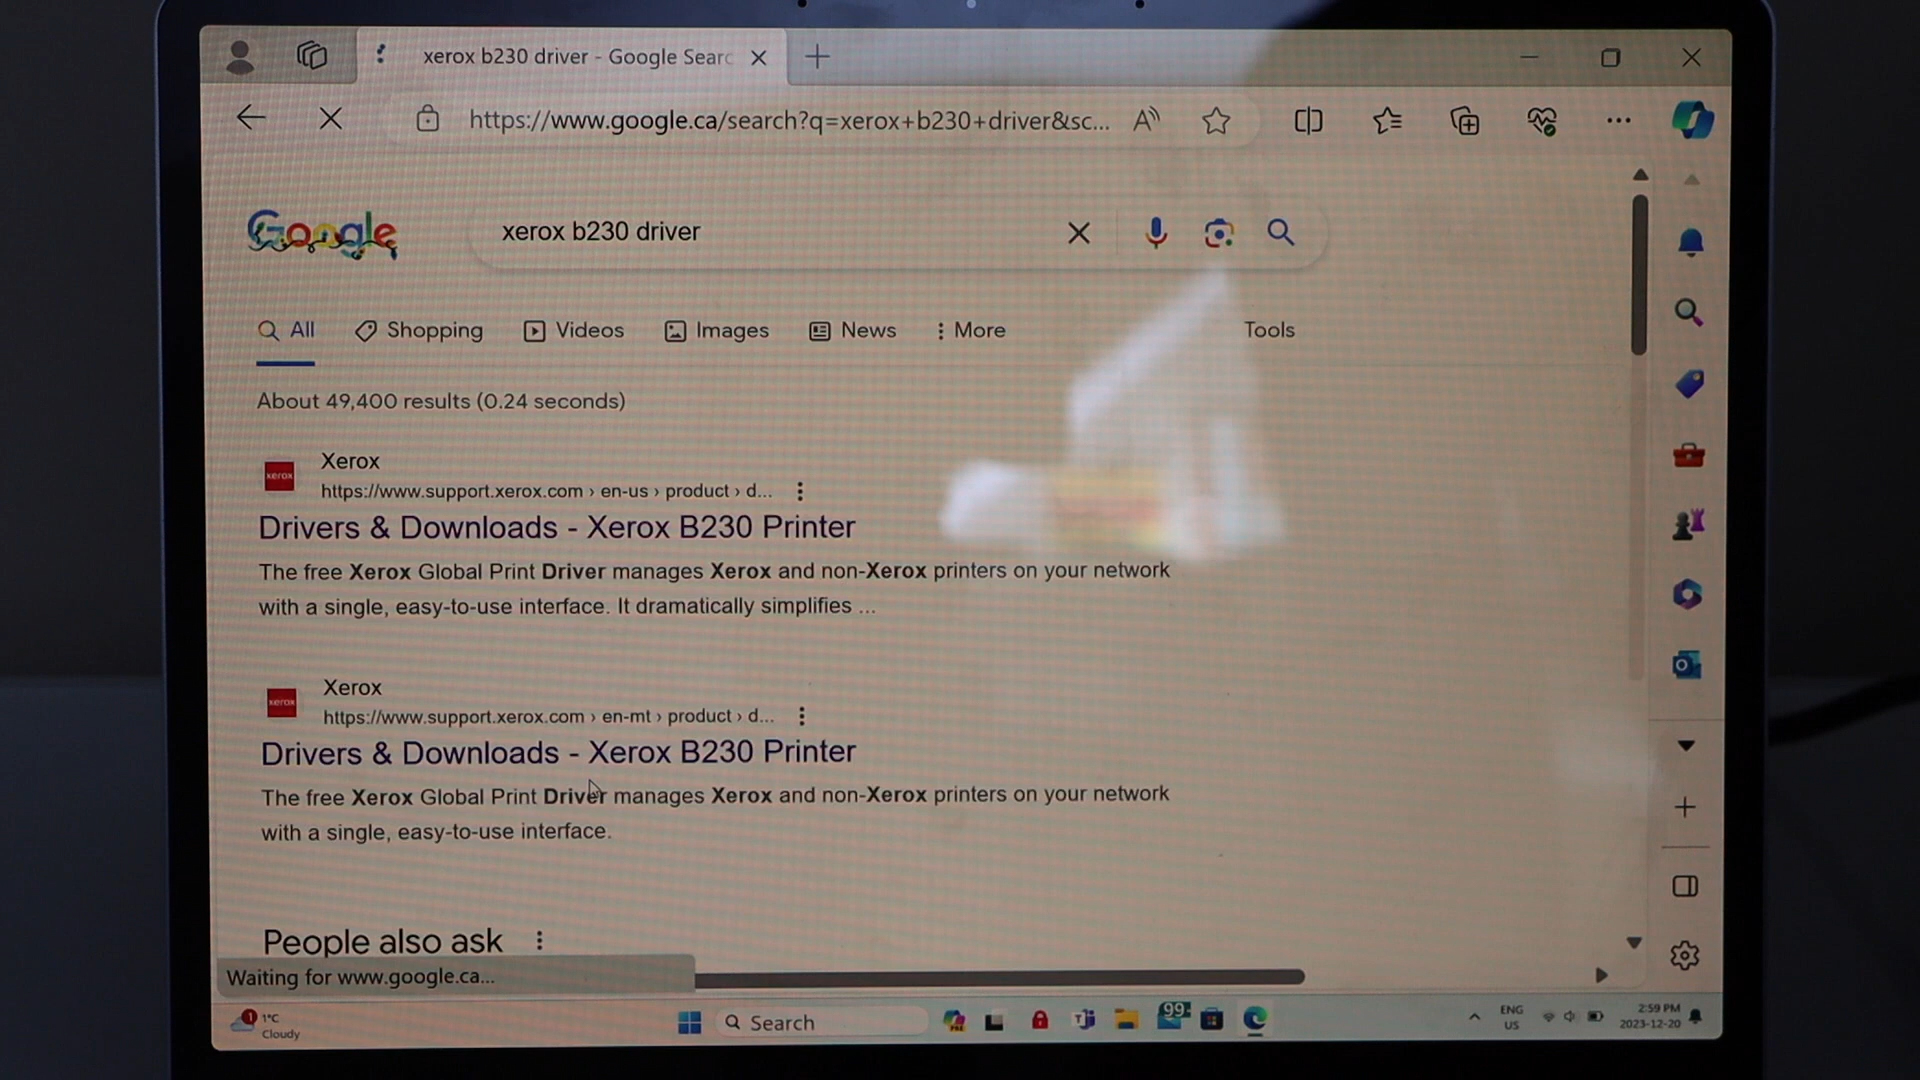 xerox b230 driver - Google Searc
https://www.google.ca/search?q=xerox+b230+driver&sc...
Google
xerox b230 driver
All Shopping Videos Images News More Tools
About 49,400 results (0.24 seconds)
xerox
Xerox
https://www.support.xerox.com › en-us › product › d...
Drivers & Downloads - Xerox B230 Printer
The free Xerox Global Print Driver manages Xerox and non-Xerox printers on your network
with a single, easy-to-use interface. It dramatically simplifies ...
xerox
Xerox
https://www.support.xerox.com › en-mt › product › d...
Drivers & Downloads - Xerox B230 Printer
The free Xerox Global Print Driver manages Xerox and non-Xerox printers on your network
with a single, easy-to-use interface.
People also ask
Waiting for www.google.ca...
1
1°C
Cloudy
Search
PRE
99+
ENG
US
2:59 PM
2023-12-20